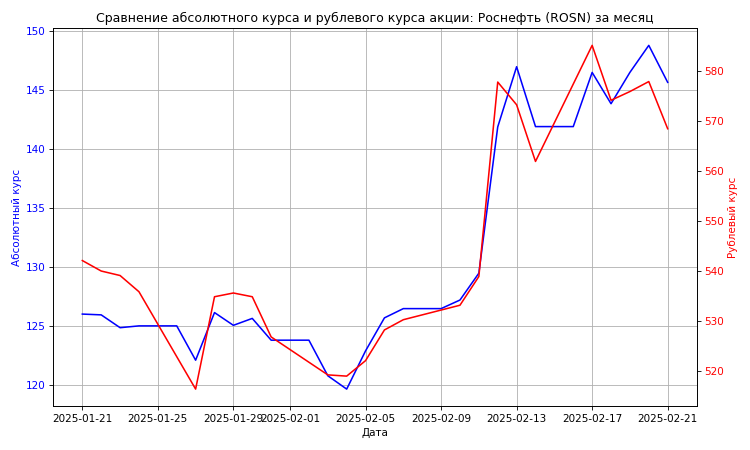 Сравнение абсолютного курса и рублевого курса акции: Роснефть (ROSN) за месяц
150
145
140
135
130
125
120
Абсолютный курс
580
570
560
550
540
530
520
Рублевый курс
2025-01-21 2025-01-25 2025-01-29 2025-02-01 2025-02-05 2025-02-09 2025-02-13 2025-02-17 2025-02-21
Дата